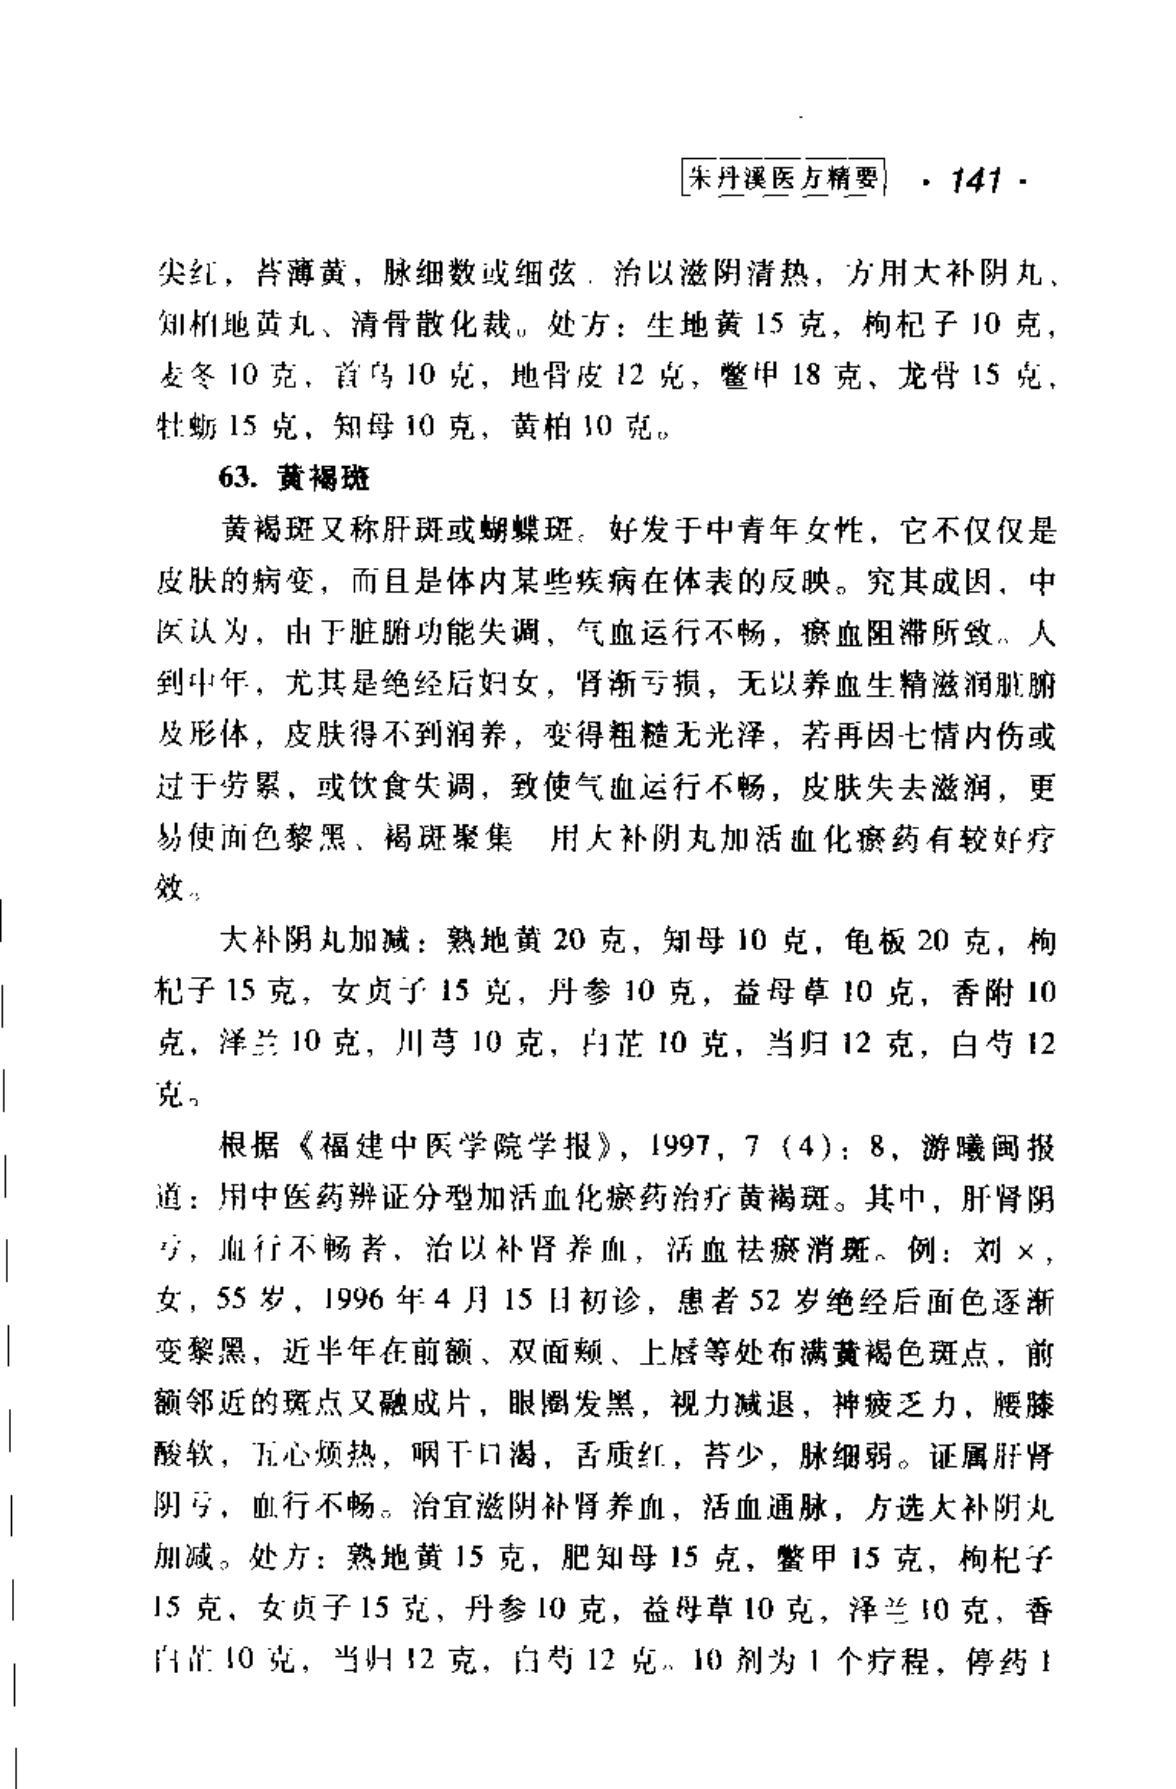 朱丹溪医方精要 · 141 ·
尖红，苔薄黄，脉细数或细弦．治以滋阴清热，方用大补阴丸、
知柏地黄丸、清骨散化裁。处方：生地黄 15 克，枸杞子 10 克，
麦冬 10 克，首乌 10 克，地骨皮 12 克，鳖甲 18 克、龙骨 15 克，
牡蛎 15 克，知母 10 克，黄柏 10 克。
63. 黄褐斑
黄褐斑又称肝斑或蝴蝶斑。好发于中青年女性，它不仅仅是
皮肤的病变，而且是体内某些疾病在体表的反映。究其成因，中
医认为，由于脏腑功能失调，气血运行不畅，瘀血阻滞所致。人
到中年，尤其是绝经后妇女，肾渐亏损，无以养血生精滋润脏腑
及形体，皮肤得不到润养，变得粗糙无光泽，若再因七情内伤或
过于劳累，或饮食失调，致使气血运行不畅，皮肤失去滋润，更
易使面色黎黑、褐斑聚集 用大补阴丸加活血化瘀药有较好疗
效。
大补阴丸加减：熟地黄 20 克，知母 10 克，龟板 20 克，枸
杞子 15 克，女贞子 15 克，丹参 10 克，益母草 10 克，香附 10
克，泽兰 10 克，川芎 10 克，白芷 10 克，当归 12 克，白芍 12
克。
根据《福建中医学院学报》，1997，7（4）：8，游曦闽报
道：用中医药辨证分型加活血化瘀药治疗黄褐斑。其中，肝肾阴
亏，血行不畅者，治以补肾养血，活血祛瘀消斑。例：刘×，
女，55 岁，1996 年 4 月 15 日初诊，患者 52 岁绝经后面色逐渐
变黎黑，近半年在前额、双面颊、上唇等处布满黄褐色斑点，前
额邻近的斑点又融成片，眼圈发黑，视力减退，神疲乏力，腰膝
酸软，五心烦热，咽干口渴，舌质红，苔少，脉细弱。证属肝肾
阴亏，血行不畅。治宜滋阴补肾养血，活血通脉，方选大补阴丸
加减。处方：熟地黄 15 克，肥知母 15 克，鳖甲 15 克，枸杞子
15 克，女贞子 15 克，丹参 10 克，益母草 10 克，泽兰 10 克，香
白芷 10 克，当归 12 克，白芍 12 克。10 剂为 1 个疗程，停药 1